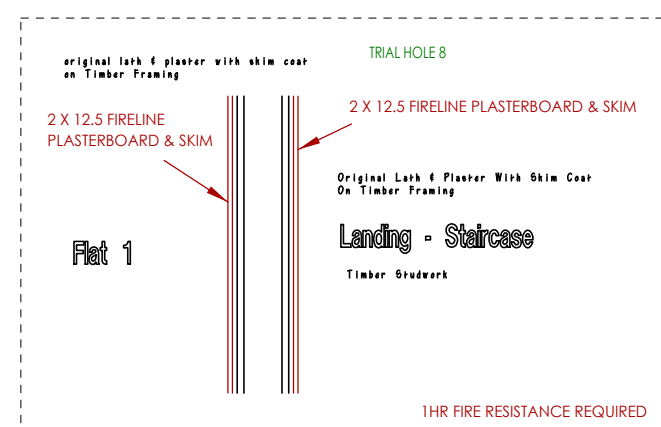 original lath & plaster with skim coat
on Timber Framing
TRIAL HOLE 8
2 X 12.5 FIRELINE
PLASTERBOARD & SKIM
2 X 12.5 FIRELINE PLASTERBOARD & SKIM
Original Lath & Plaster With Skim Coat
On Timber Framing
Flat 1
Landing - Staircase
Timber Studwork
1HR FIRE RESISTANCE REQUIRED